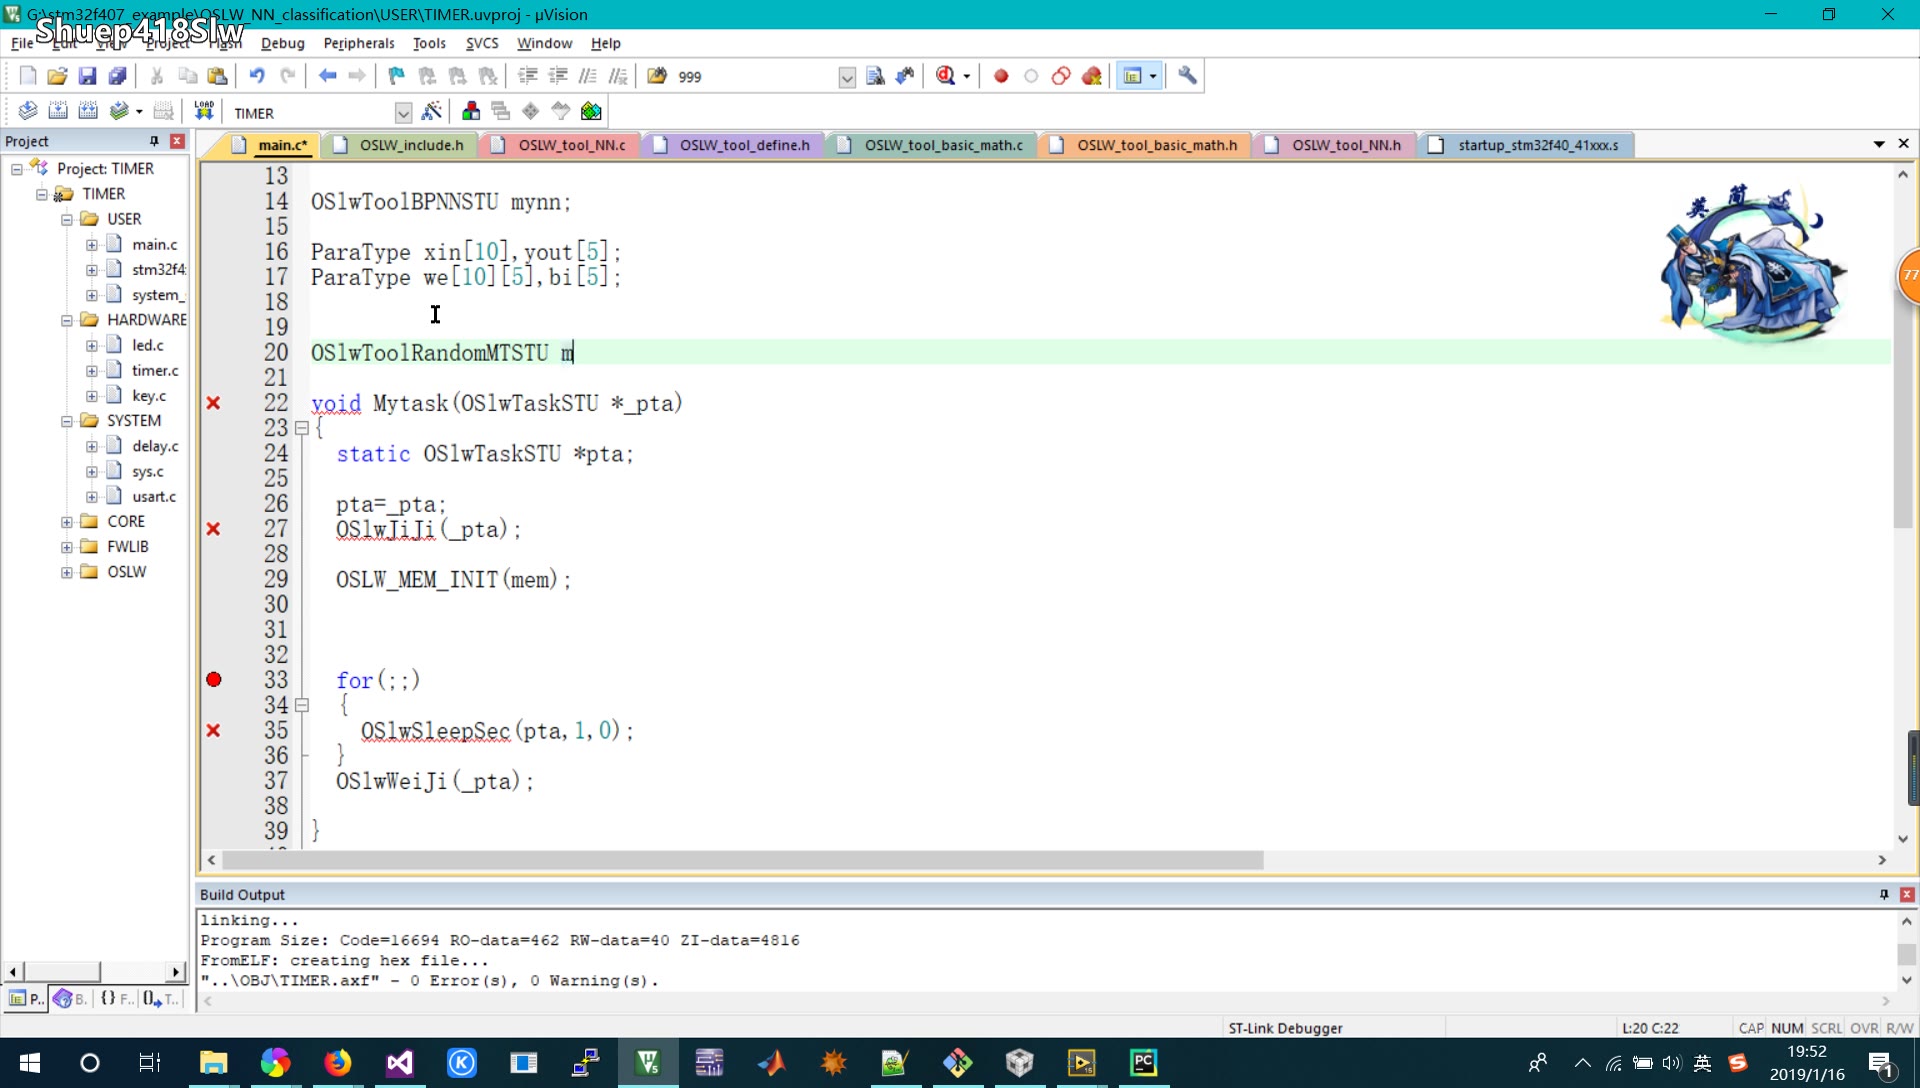 G:\stm32f407_example\OSLW_NN_classification\USER\TIMER.uvproj - µVision
Shuep418Slw
File Edit View Project Flash Debug Peripherals Tools SVCS Window Help
999
LOAD TIMER
Project
main.c* OSLW_include.h OSLW_tool_NN.c OSLW_tool_define.h OSLW_tool_basic_math.c OSLW_tool_basic_math.h OSLW_tool_NN.h startup_stm32f40_41xxx.s
Project: TIMER
TIMER
USER
main.c
stm32f4
system_
HARDWARE
led.c
timer.c
key.c
SYSTEM
delay.c
sys.c
usart.c
CORE
FWLIB
OSLW
13
14 OSlwToolBPNNSTU mynn;
15
16 ParaType xin[10],yout[5];
17 ParaType we[10][5],bi[5];
18
19
20 OSlwToolRandomMTSTU m
21
22 void Mytask(OSlwTaskSTU *_pta)
23 {
24 static OSlwTaskSTU *pta;
25
26 pta=_pta;
27 OSlwJiJi(_pta);
28
29 OSLW_MEM_INIT(mem);
30
31
32
33 for(;;)
34 {
35 OSlwSleepSec(pta,1,0);
36 }
37 OSlwWeiJi(_pta);
38
39 }
英 简
77
Build Output
linking...
Program Size: Code=16694 RO-data=462 RW-data=40 ZI-data=4816
FromELF: creating hex file...
"..\OBJ\TIMER.axf" - 0 Error(s), 0 Warning(s).
P.. B. {} F.. T..
ST-Link Debugger L:20 C:22 CAP NUM SCRL OVR R/W
英 19:52
2019/1/16
1